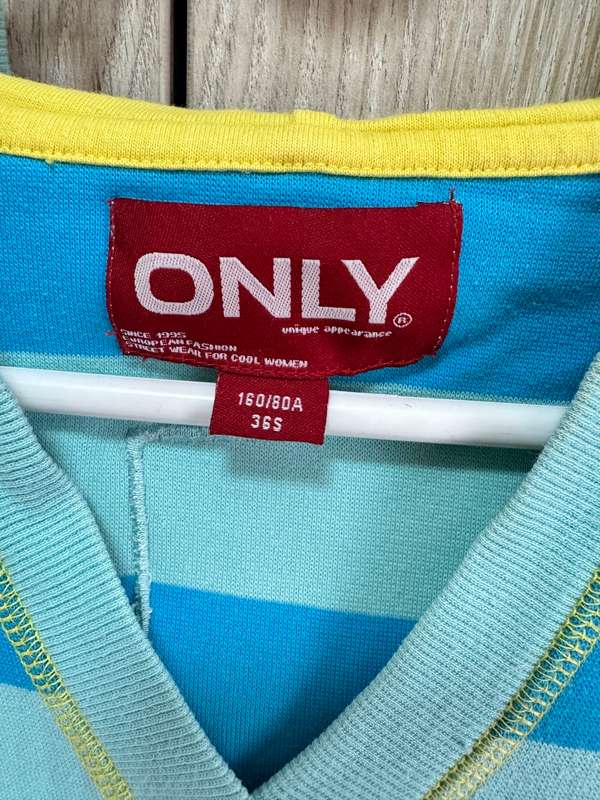 ONLY®
unique appearance
SINCE 1995
EUROPEAN FASHION
STREET WEAR FOR COOL WOMEN
160/80A
36S